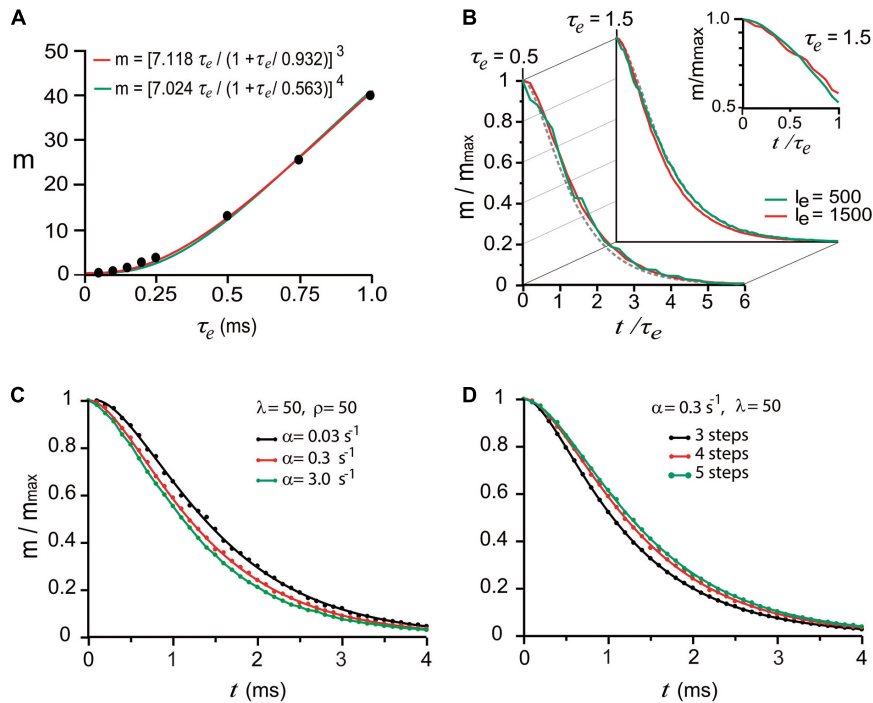 A
m = [7.118 τe / (1 +τe/ 0.932)] 3
m = [7.024 τe / (1 +τe/ 0.563)] 4
50
40
30
20
10
0
m
0 0.25 0.5 0.75 1.0
τe (ms)
B
τe = 0.5
τe = 1.5
1.0
0.8
0.6
0.4
0.2
0
m / mmax
0 1 2 3 4 5 6
t /τe
Ie = 500
Ie = 1500
1.0
0.5
m/mmax
τe = 1.5
0 0.5 1
t /τe
C
λ = 50, ρ = 50
α = 0.03 s-1
α = 0.3 s-1
α = 3.0 s-1
1
0.8
0.6
0.4
0.2
0
m / mmax
0 1 2 3 4
t (ms)
D
α = 0.3 s-1, λ = 50
3 steps
4 steps
5 steps
1
0.8
0.6
0.4
0.2
0
m / mmax
0 1 2 3 4
t (ms)